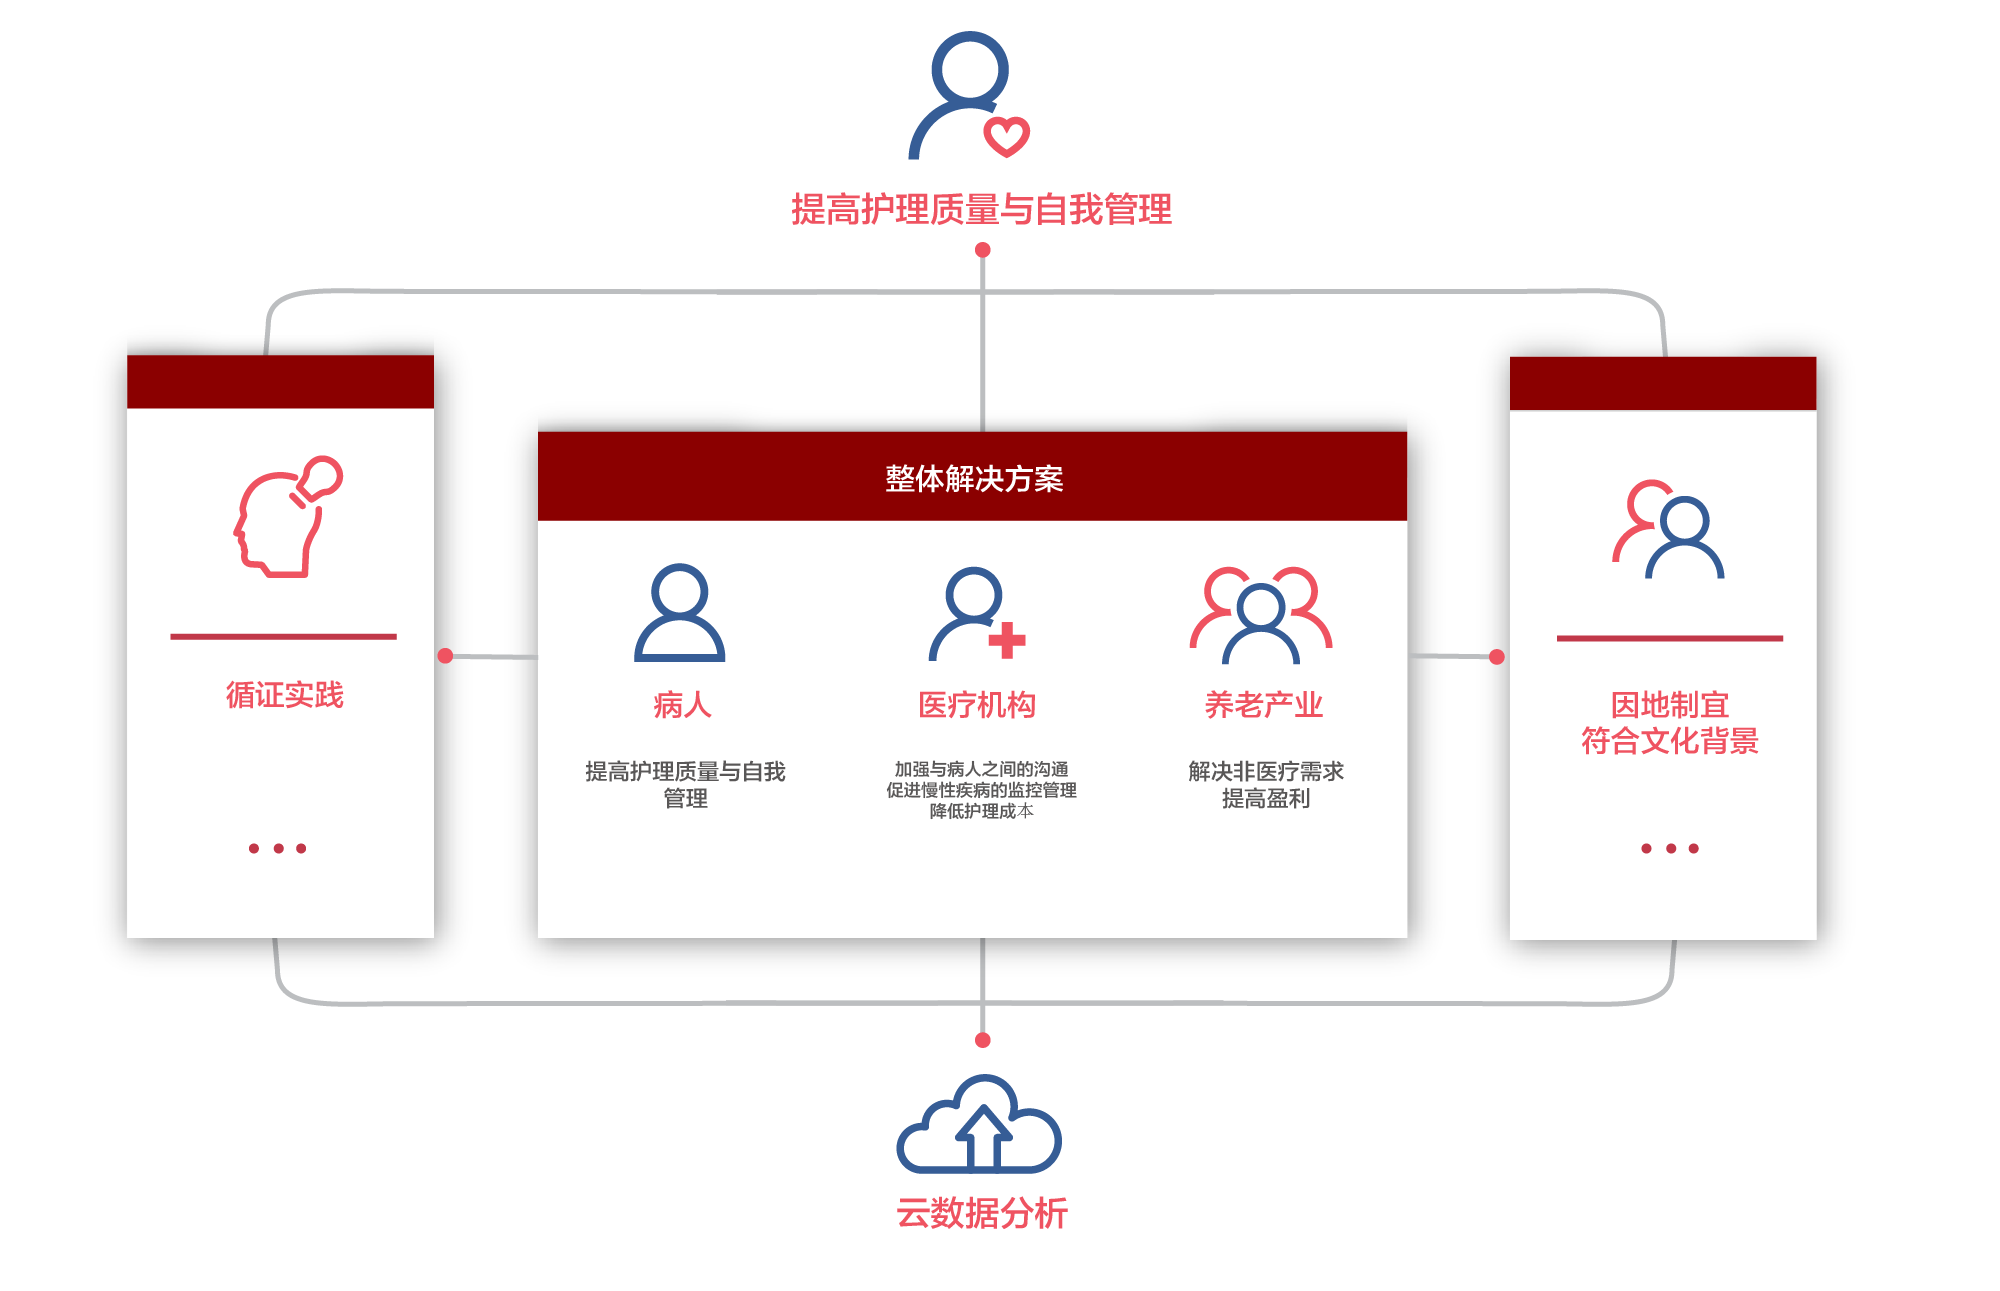 提高护理质量与自我管理
整体解决方案
循证实践
病人
提高护理质量与自我
管理
医疗机构
加强与病人之间的沟通
促进慢性疾病的监控管理
降低护理成本
养老产业
解决非医疗需求
提高盈利
因地制宜
符合文化背景
云数据分析